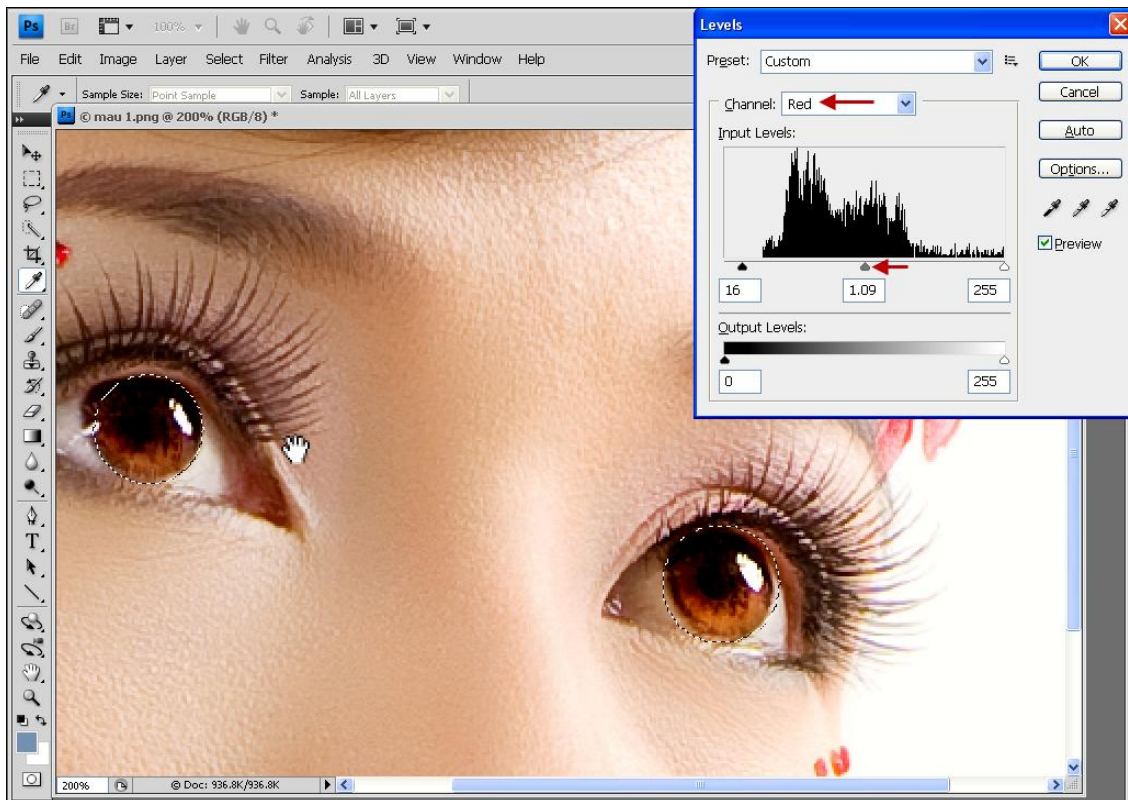 Ps Br 100%
File Edit Image Layer Select Filter Analysis 3D View Window Help
Sample Size: Point Sample Sample: All Layers
Ps © mau 1.png @ 200% (RGB/8) *
T
200% © Doc: 936.8K/936.8K
Levels
Preset: Custom
OK
Channel: Red
Cancel
Input Levels:
Auto
Options...
Preview
16 1.09 255
Output Levels:
0 255